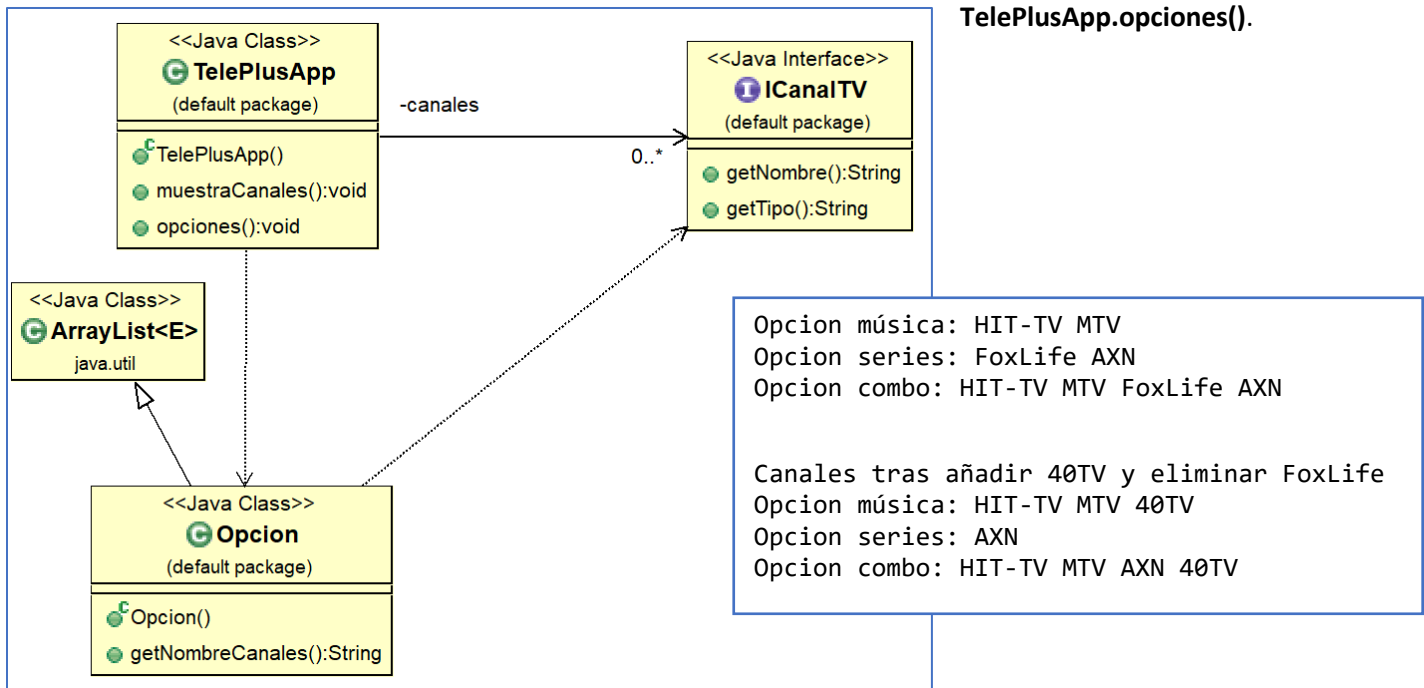 TelePlusApp.opciones().
<<Java Class>>
TelePlusApp
(default package)
TelePlusApp()
muestraCanales():void
opciones():void
-canales
0..*
<<Java Interface>>
ICanalTV
(default package)
getNombre():String
getTipo():String
<<Java Class>>
ArrayList<E>
java.util
<<Java Class>>
Opcion
(default package)
Opcion()
getNombreCanales():String
Opcion música: HIT-TV MTV
Opcion series: FoxLife AXN
Opcion combo: HIT-TV MTV FoxLife AXN
Canales tras añadir 40TV y eliminar FoxLife
Opcion música: HIT-TV MTV 40TV
Opcion series: AXN
Opcion combo: HIT-TV MTV AXN 40TV